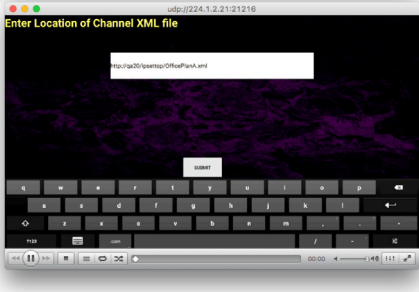 udp://224.1.2.21:21216
Enter Location of Channel XML file
http://qa20/ipsettop/OfficePlanA.xml
SUBMIT
q w e r t y u i o p
a s d f g h j k l
z x c v b n m , .
?123 .com / -
00:00